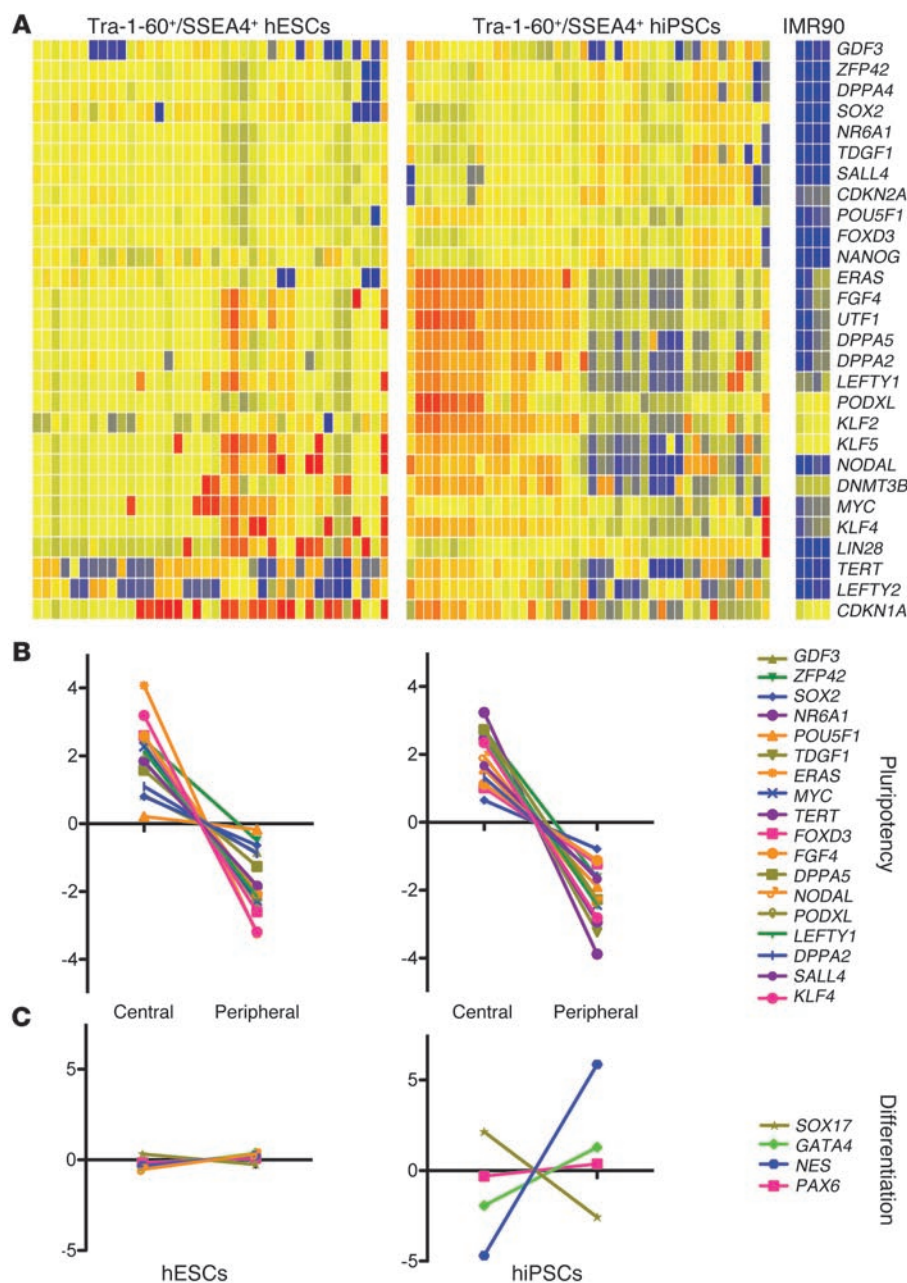 A
Tra-1-60⁺/SSEA4⁺ hESCs
Tra-1-60⁺/SSEA4⁺ hiPSCs
IMR90
GDF3
ZFP42
DPPA4
SOX2
NR6A1
TDGF1
SALL4
CDKN2A
POU5F1
FOXD3
NANOG
ERAS
FGF4
UTF1
DPPA5
DPPA2
LEFTY1
PODXL
KLF2
KLF5
NODAL
DNMT3B
MYC
KLF4
LIN28
TERT
LEFTY2
CDKN1A
B
4
2
0
-2
-4
4
2
0
-2
-4
GDF3
ZFP42
SOX2
NR6A1
POU5F1
TDGF1
ERAS
MYC
TERT
FOXD3
FGF4
DPPA5
NODAL
PODXL
LEFTY1
DPPA2
SALL4
KLF4
Pluripotency
C
Central
Peripheral
Central
Peripheral
5
0
-5
hESCs
5
0
-5
hiPSCs
SOX17
GATA4
NES
PAX6
Differentiation